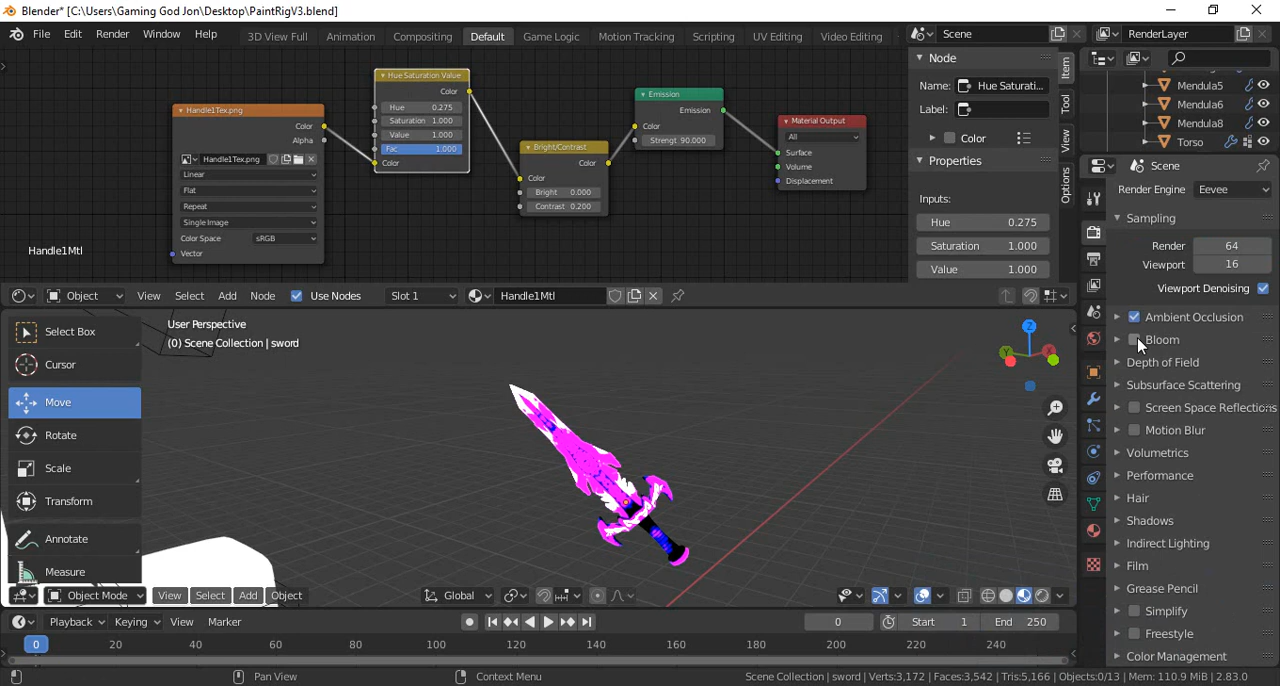 Blender* [C:\Users\Gaming God Jon\Desktop\PaintRigV3.blend]
File Edit Render Window Help 3D View Full Animation Compositing Default Game Logic Motion Tracking Scripting UV Editing Video Editing Scene RenderLayer
Hue Saturation Value
Color
Hue 0.275
Saturation 1.000
Value 1.000
Fac 1.000
Color
Handle1Tex.png
Color
Alpha
Handle1Tex.png
Linear
Flat
Repeat
Single Image
Color Space sRGB
Vector
Bright/Contrast
Color
Color
Bright 0.000
Contrast 0.200
Emission
Emission
Color
Strengt 90.000
Material Output
All
Surface
Volume
Displacement
Handle1Mtl
Node
Name: Hue Saturati...
Label:
Color
Properties
Inputs:
Hue 0.275
Saturation 1.000
Value 1.000
Item
Tool
View
Options
Mendula5
Mendula6
Mendula8
Torso
Scene
Render Engine Eevee
Sampling
Render 64
Viewport 16
Viewport Denoising
Ambient Occlusion
Bloom
Depth of Field
Subsurface Scattering
Screen Space Reflections
Motion Blur
Volumetrics
Performance
Hair
Shadows
Indirect Lighting
Film
Grease Pencil
Simplify
Freestyle
Color Management
Object View Select Add Node Use Nodes Slot 1 Handle1Mtl
Select Box
Cursor
Move
Rotate
Scale
Transform
Annotate
Measure
User Perspective
(0) Scene Collection | sword
Z
Y
X
Object Mode View Select Add Object Global
Playback Keying View Marker 0 Start 1 End 250
0 20 40 60 80 100 120 140 160 180 200 220 240
Pan View Context Menu Scene Collection | sword | Verts:3,172 | Faces:3,542 | Tris:5,166 | Objects:0/13 | Mem: 110.9 MiB | 2.83.0